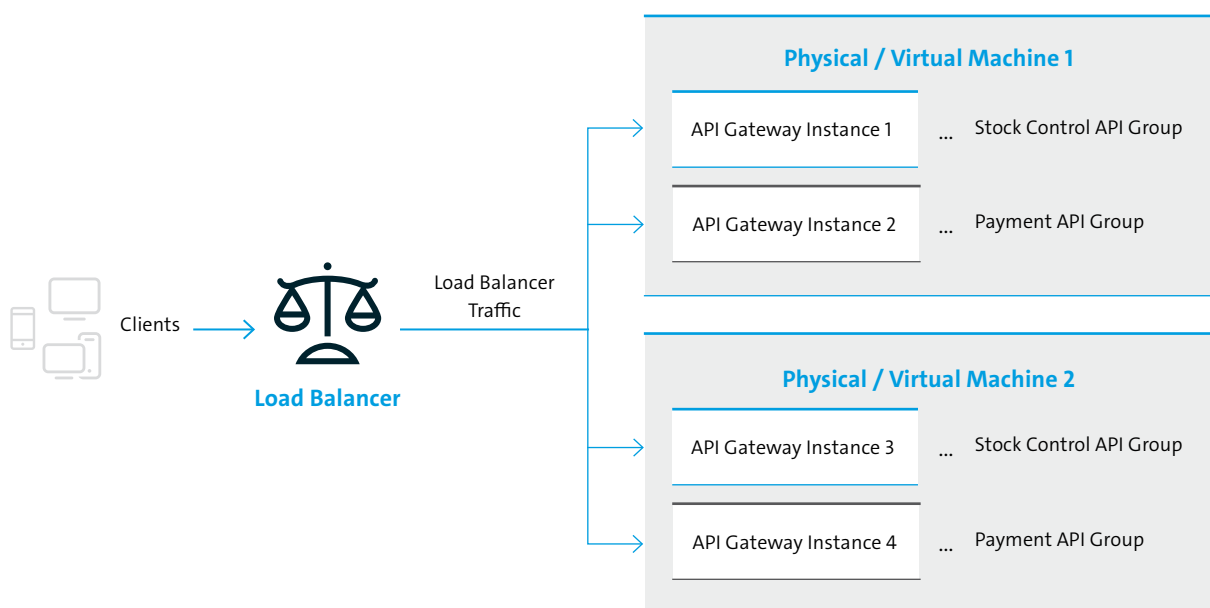 Physical / Virtual Machine 1
API Gateway Instance 1 ... Stock Control API Group
API Gateway Instance 2 ... Payment API Group
Clients
Load Balancer
Traffic
Load Balancer
Physical / Virtual Machine 2
API Gateway Instance 3 ... Stock Control API Group
API Gateway Instance 4 ... Payment API Group